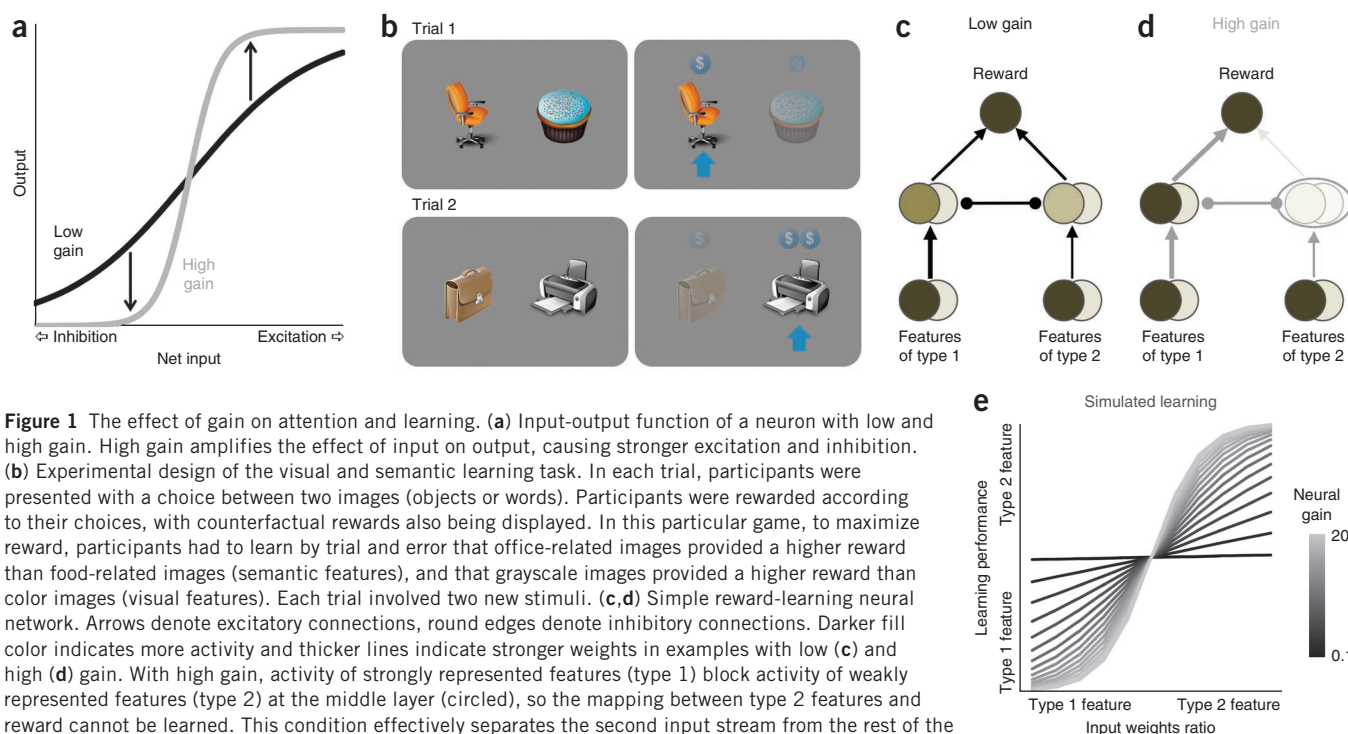 a
Output
Low
gain
High
gain
⇦ Inhibition
Excitation ⇨
Net input
b
Trial 1
$
Ø
Trial 2
$
$ $
c
Low gain
Reward
Features
of type 1
Features
of type 2
d
High gain
Reward
Features
of type 1
Features
of type 2
Figure 1 The effect of gain on attention and learning. (a) Input-output function of a neuron with low and
high gain. High gain amplifies the effect of input on output, causing stronger excitation and inhibition.
(b) Experimental design of the visual and semantic learning task. In each trial, participants were
presented with a choice between two images (objects or words). Participants were rewarded according
to their choices, with counterfactual rewards also being displayed. In this particular game, to maximize
reward, participants had to learn by trial and error that office-related images provided a higher reward
than food-related images (semantic features), and that grayscale images provided a higher reward than
color images (visual features). Each trial involved two new stimuli. (c,d) Simple reward-learning neural
network. Arrows denote excitatory connections, round edges denote inhibitory connections. Darker fill
color indicates more activity and thicker lines indicate stronger weights in examples with low (c) and
high (d) gain. With high gain, activity of strongly represented features (type 1) block activity of weakly
represented features (type 2) at the middle layer (circled), so the mapping between type 2 features and
reward cannot be learned. This condition effectively separates the second input stream from the rest of the
e
Simulated learning
Learning performance
Type 1 feature
Type 2 feature
Neural
gain
20
0.1
Type 1 feature
Type 2 feature
Input weights ratio